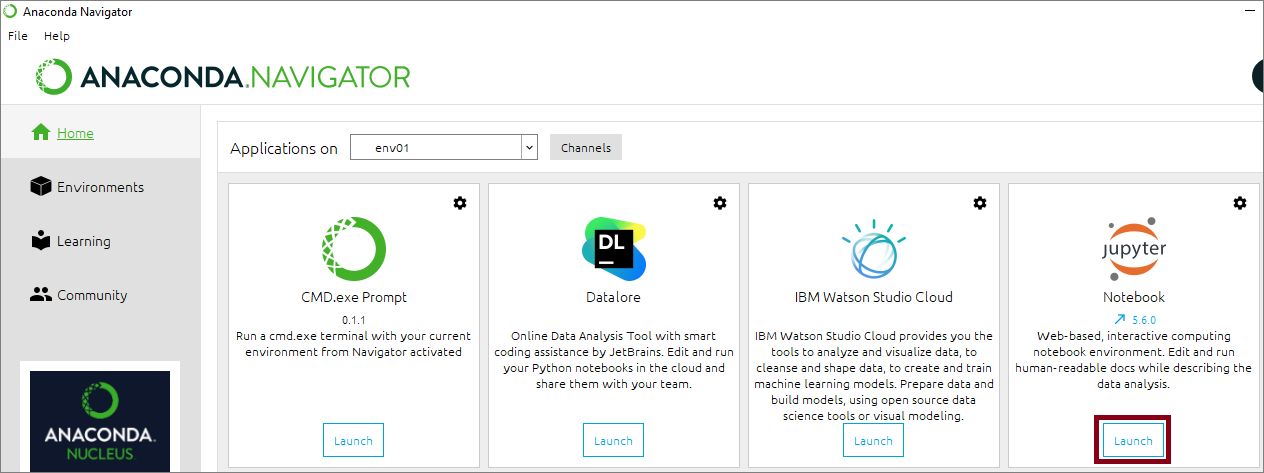 Anaconda Navigator
File Help
ANACONDA.NAVIGATOR
Home
Environments
Learning
Community
ANACONDA.
NUCLEUS.
Applications on env01 Channels
CMD.exe Prompt
0.1.1
Run a cmd.exe terminal with your current
environment from Navigator activated
Launch
DL
Datalore
Online Data Analysis Tool with smart
coding assistance by JetBrains. Edit and run
your Python notebooks in the cloud and
share them with your team.
Launch
IBM Watson Studio Cloud
IBM Watson Studio Cloud provides you the
tools to analyze and visualize data, to
cleanse and shape data, to create and train
machine learning models. Prepare data and
build models, using open source data
science tools or visual modeling.
Launch
jupyter
Notebook
5.6.0
Web-based, interactive computing
notebook environment. Edit and run
human-readable docs while describing the
data analysis.
Launch